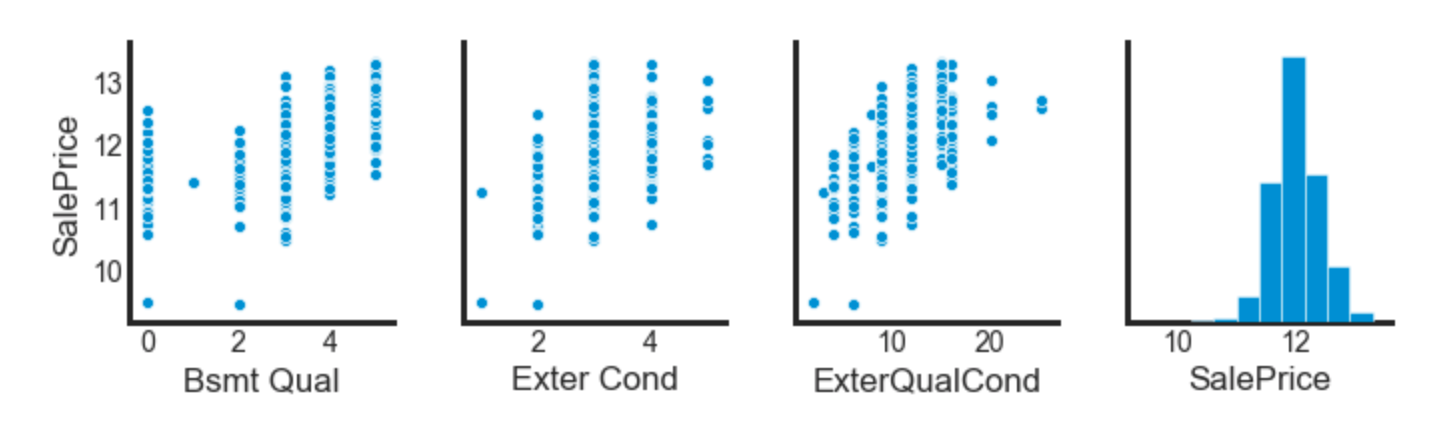 SalePrice
13
12
11
10
0 2 4
Bsmt Qual
2 4
Exter Cond
10 20
ExterQualCond
10 12
SalePrice